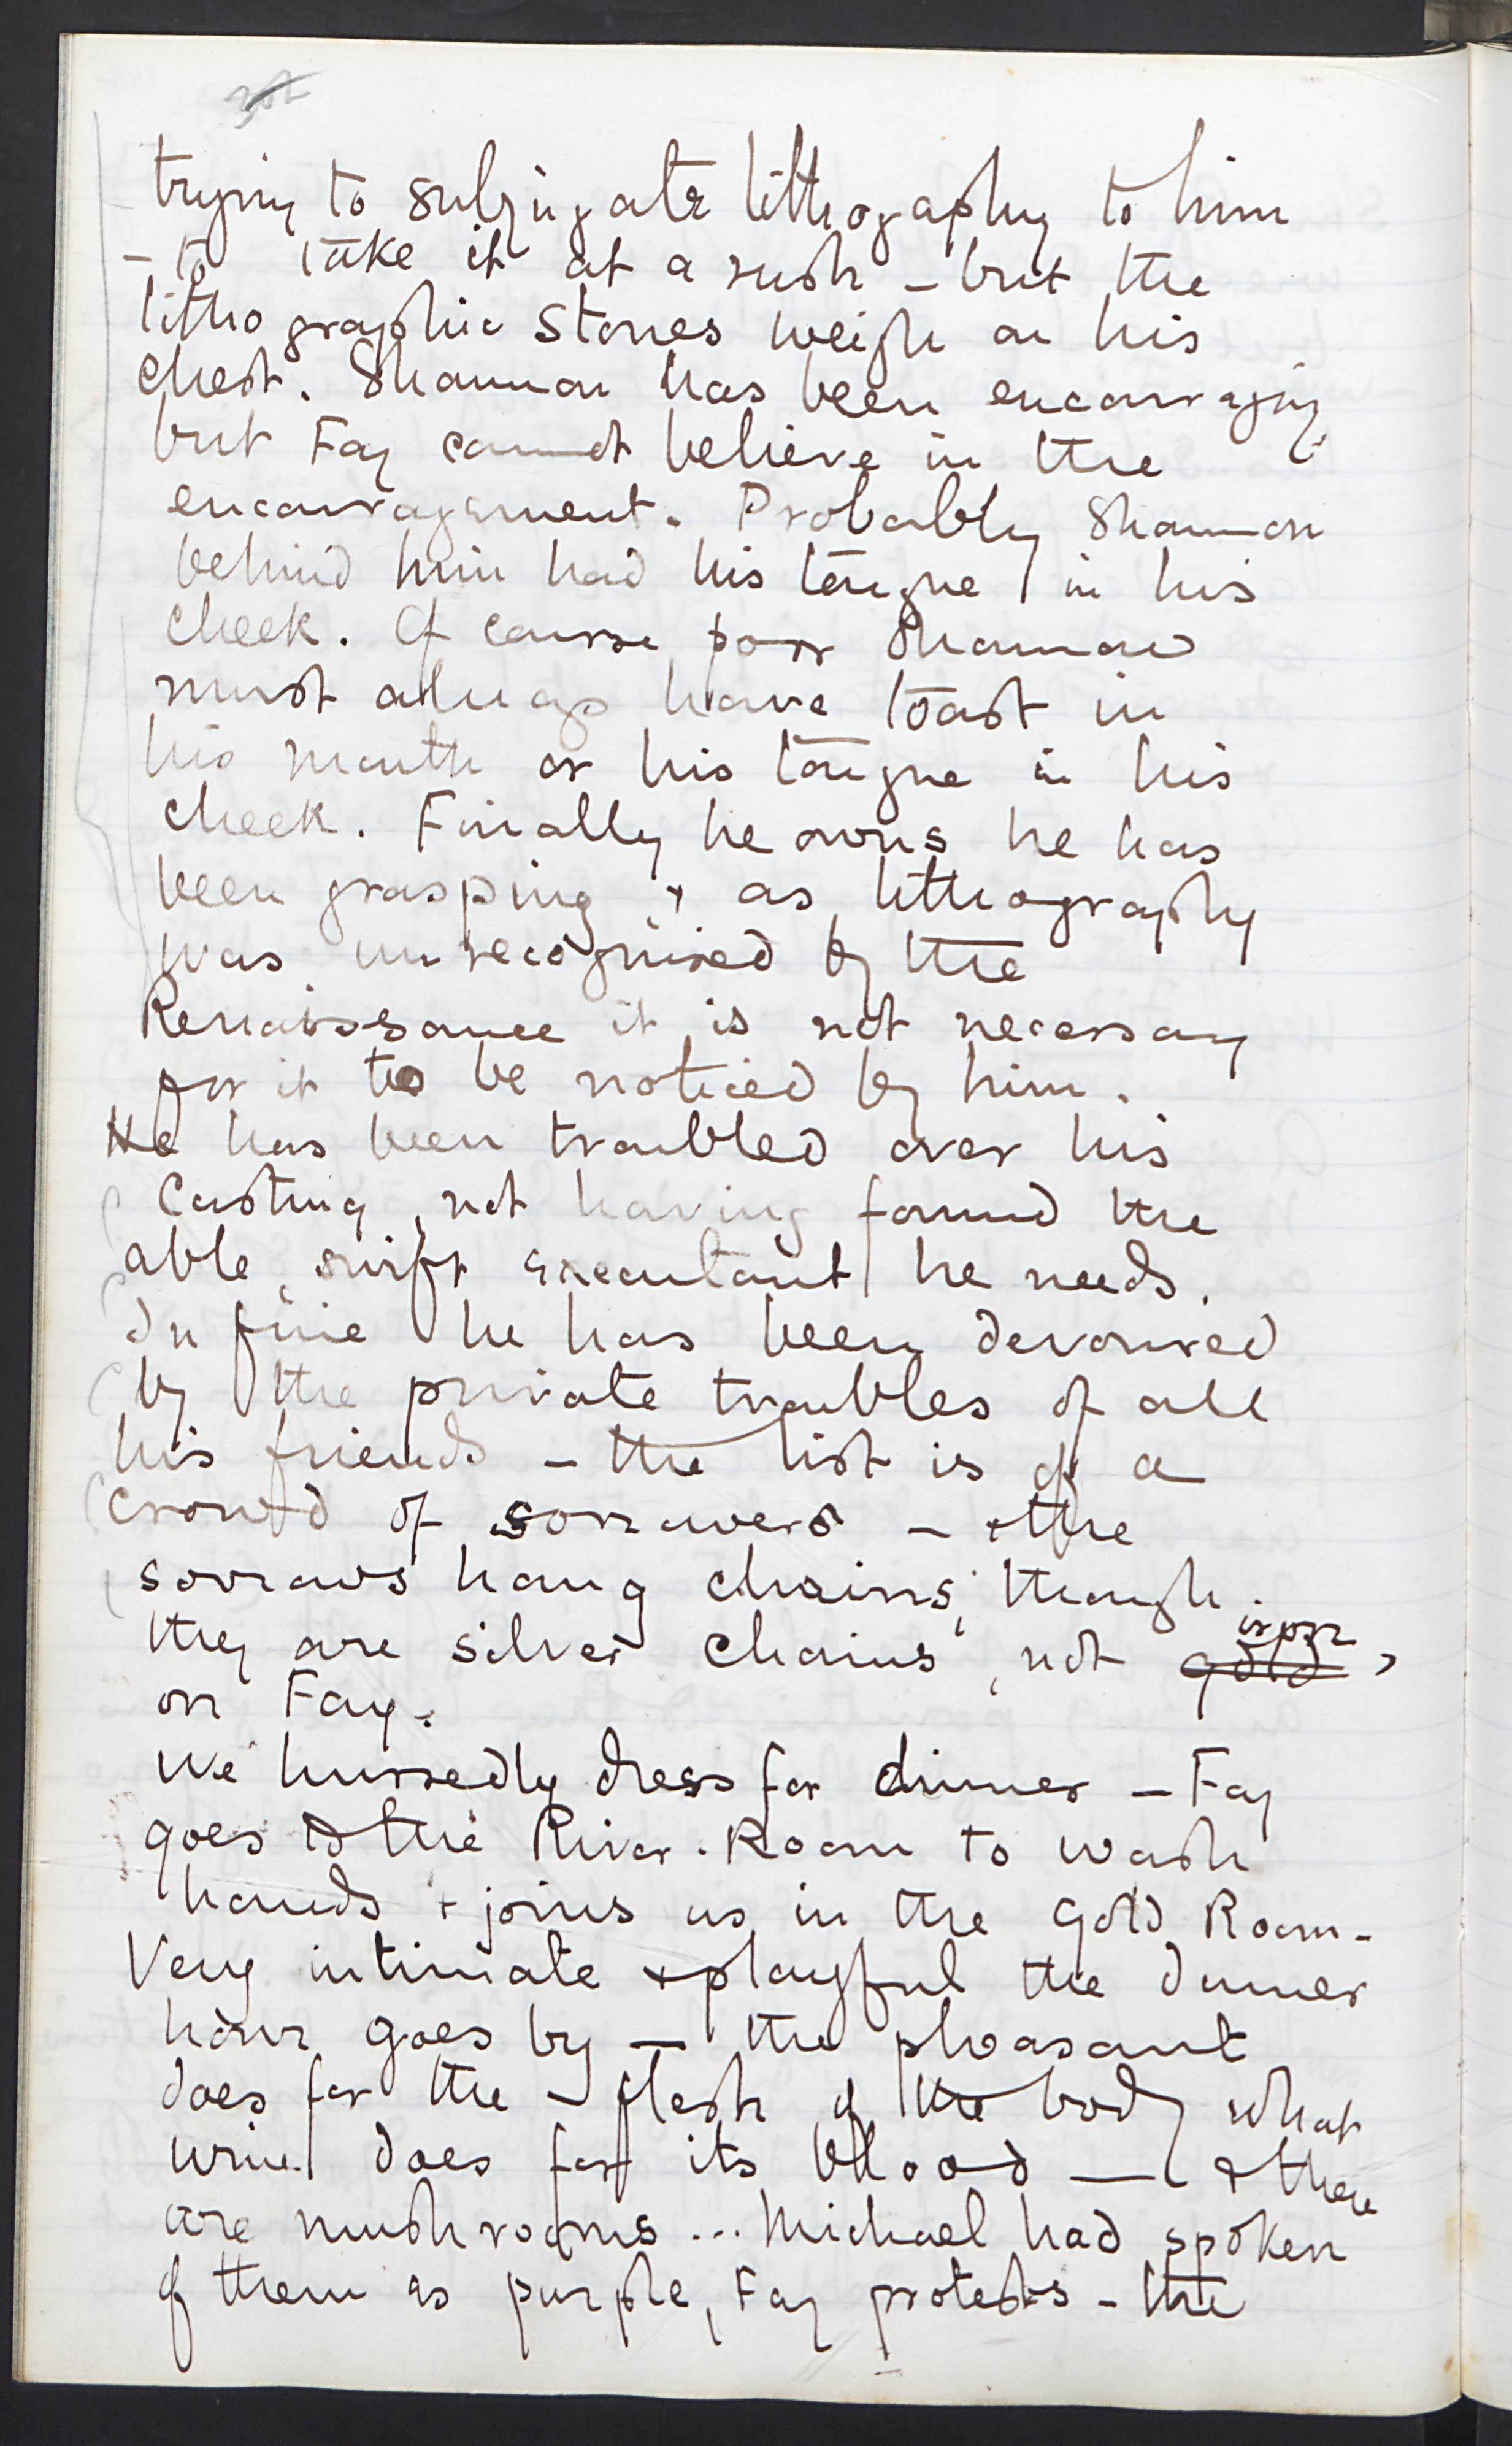 trying to subjugate lithography to him
- to take it at a rush - but the
lithographic stones weigh on his
chest. Shannon has been encouraging,
but Fay cannot believe in the
encouragement. Probably Shannon
behind him had his tongue in his
cheek. Of course poor Shannon
must always have toast in
his mouth or his tongue in his
cheek. Finally he owns he has
been grasping & as lithography
was unrecognised by the
Renaissance it is not necessary
for it to be noticed by him.
He has been troubled over his
Casting, not having found the
able, swift executant he needs.
In fine he has been devoured
by the private troubles of all
his friends - the list is of a
crowd of sorrowers - & the
sorrows hang chains, though
they are silver chains, not gold iron,
on Fay.
We hurriedly dress for dinner - Fay
goes to the River-Room to wash
hands & joins us in the Gold Room -
Very intimate & playful the dinner
hour goes by - the pheasant
does for the flesh of the body what
wine does for its blood - & there
are mushrooms ... Michael had spoken
of them as purple, Fay protests - the